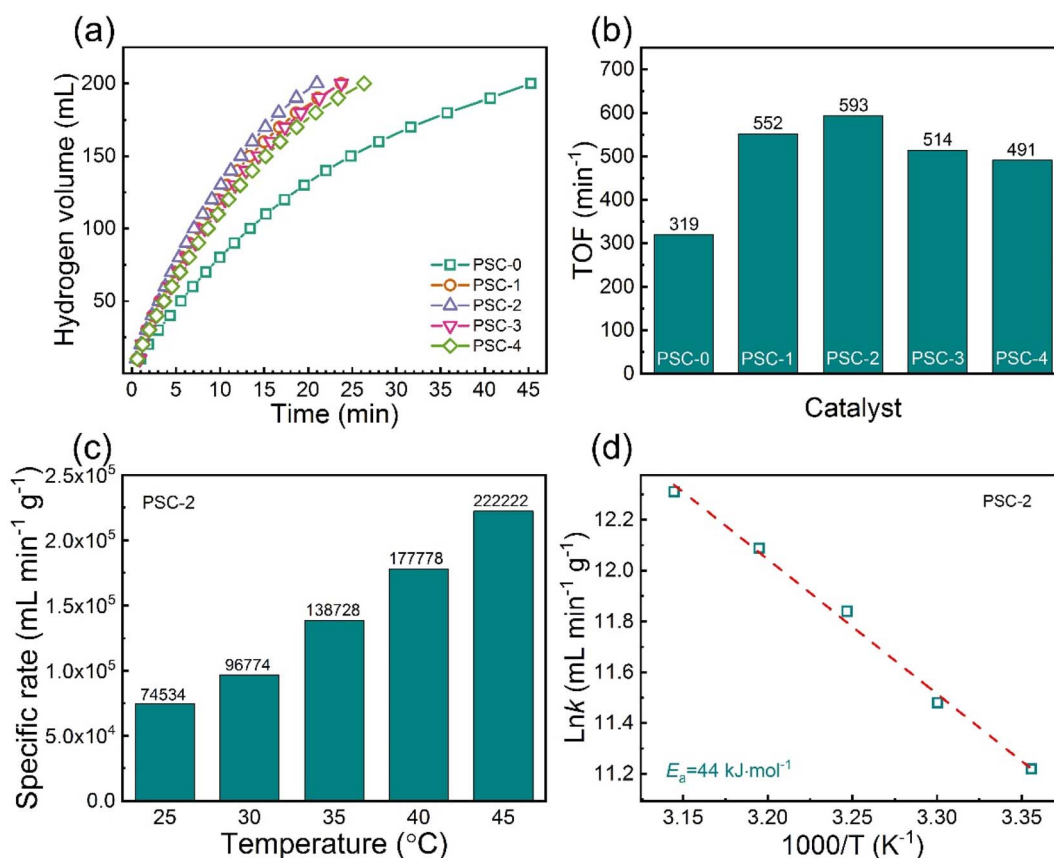 (a)
Hydrogen volume (mL)
200
150
100
50
0 5 10 15 20 25 30 35 40 45
Time (min)
PSC-0
PSC-1
PSC-2
PSC-3
PSC-4
(b)
TOF (min⁻¹)
700
600
500
400
300
200
100
0
319
552
593
514
491
PSC-0 PSC-1 PSC-2 PSC-3 PSC-4
Catalyst
(c)
Specific rate (mL min⁻¹ g⁻¹)
2.5x10⁵
2.0x10⁵
1.5x10⁵
1.0x10⁵
5.0x10⁴
0.0
PSC-2
74534
96774
138728
177778
222222
25 30 35 40 45
Temperature (°C)
(d)
Lnk (mL min⁻¹ g⁻¹)
12.2
12.0
11.8
11.6
11.4
11.2
PSC-2
Eₐ=44 kJ·mol⁻¹
3.15 3.20 3.25 3.30 3.35
1000/T (K⁻¹)